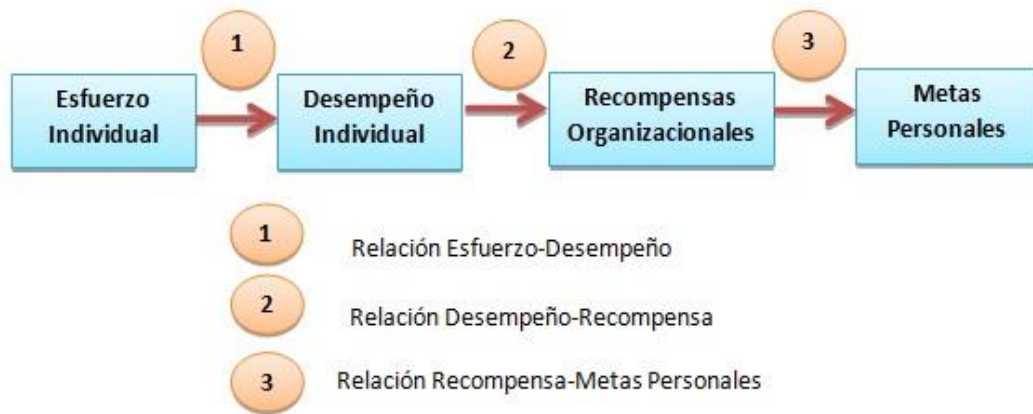 1
2
3
Esfuerzo
Individual
Desempeño
Individual
Recompensas
Organizacionales
Metas
Personales
1 Relación Esfuerzo-Desempeño
2 Relación Desempeño-Recompensa
3 Relación Recompensa-Metas Personales